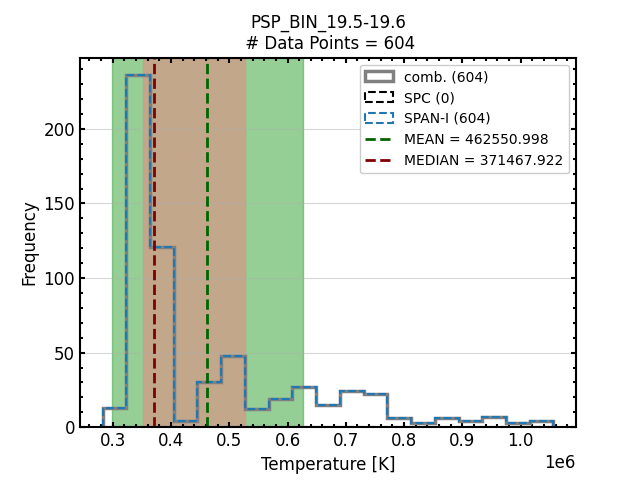 PSP_BIN_19.5-19.6
# Data Points = 604
comb. (604)
SPC (0)
SPAN-I (604)
MEAN = 462550.998
MEDIAN = 371467.922
Frequency
200
150
100
50
0
0.3 0.4 0.5 0.6 0.7 0.8 0.9 1.0
1e6
Temperature [K]